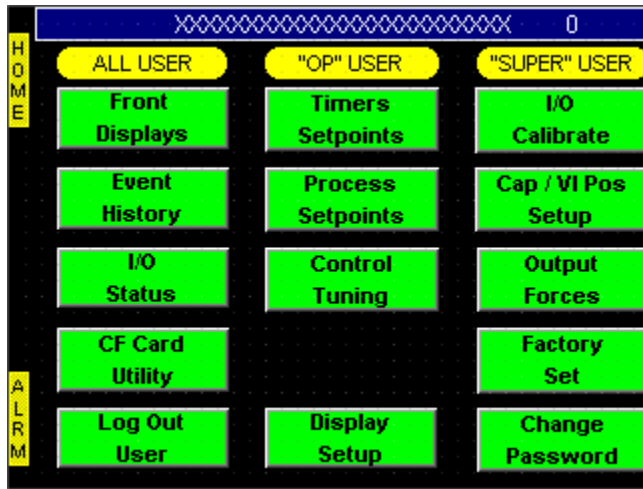 XXXXXXXXXXXXXXXXXXXXXXXXXX 0
HOME
ALL USER "OP" USER "SUPER" USER
Front Displays
Timers Setpoints
I/O Calibrate
Event History
Process Setpoints
Cap / VI Pos Setup
I/O Status
Control Tuning
Output Forces
CF Card Utility
Factory Set
ALRM
Log Out User
Display Setup
Change Password